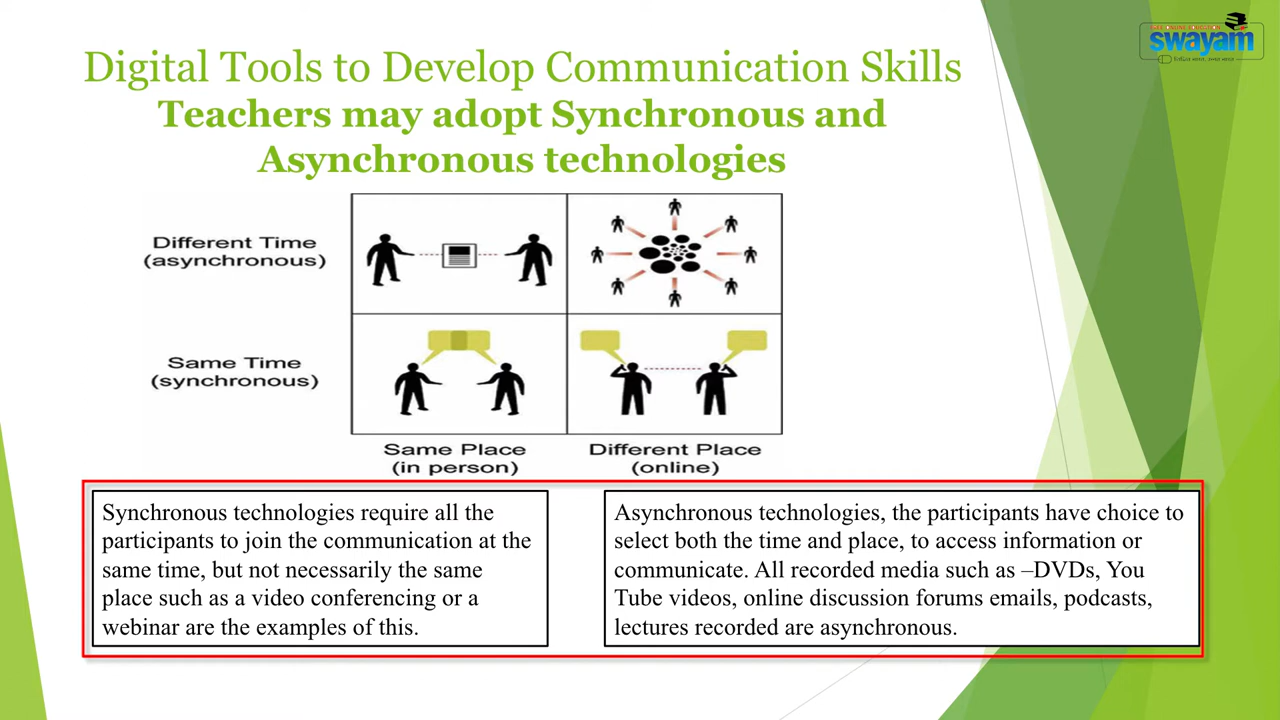 swayam
Digital Tools to Develop Communication Skills
Teachers may adopt Synchronous and
Asynchronous technologies
Different Time
(asynchronous)
Same Time
(synchronous)
Same Place
(in person)
Different Place
(online)
Synchronous technologies require all the
participants to join the communication at the
same time, but not necessarily the same
place such as a video conferencing or a
webinar are the examples of this.
Asynchronous technologies, the participants have choice to
select both the time and place, to access information or
communicate. All recorded media such as –DVDs, You
Tube videos, online discussion forums emails, podcasts,
lectures recorded are asynchronous.